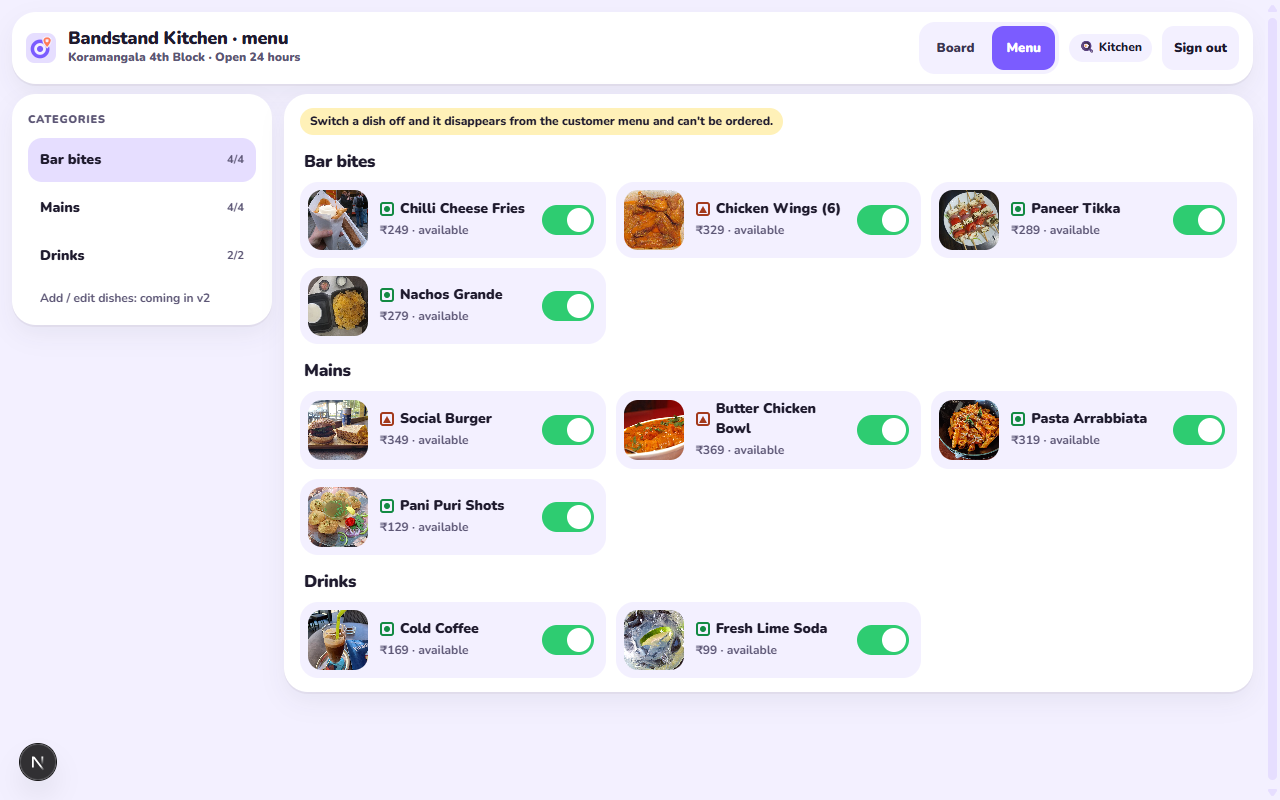 Bandstand Kitchen · menu
Koramangala 4th Block · Open 24 hours
Board
Menu
Kitchen
Sign out
CATEGORIES
Bar bites 4/4
Mains 4/4
Drinks 2/2
Add / edit dishes: coming in v2
Switch a dish off and it disappears from the customer menu and can't be ordered.
Bar bites
Chilli Cheese Fries
₹249 · available
Chicken Wings (6)
₹329 · available
Paneer Tikka
₹289 · available
Nachos Grande
₹279 · available
Mains
Social Burger
₹349 · available
Butter Chicken
Bowl
₹369 · available
Pasta Arrabbiata
₹319 · available
Pani Puri Shots
₹129 · available
Drinks
Cold Coffee
₹169 · available
Fresh Lime Soda
₹99 · available
N